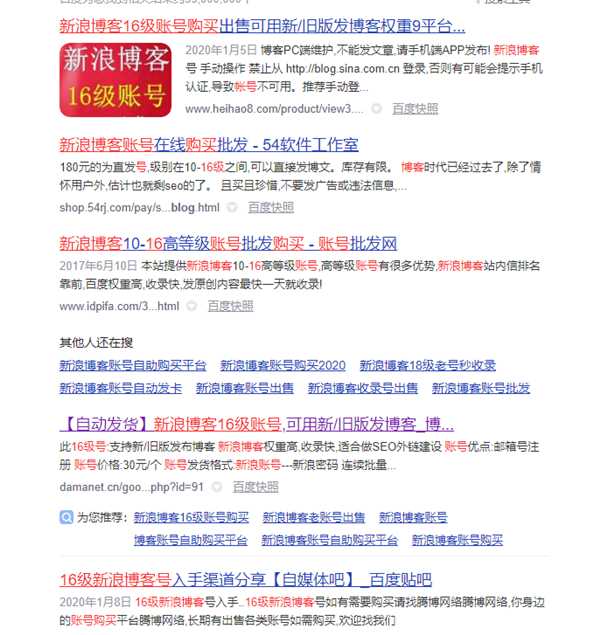 新浪博客16级账号购买出售可用新/旧版发博客权重9平台...
新浪博客
16级账号
2020年1月5日 博客PC端维护,不能发文章,请手机端APP发布! 新浪博客
号 手动操作 禁止从 http://blog.sina.com.cn 登录,否则有可能会提示手机
认证,导致帐号不可用。推荐手动登...
www.heihao8.com/product/view3.... 百度快照
新浪博客账号在线购买批发 - 54软件工作室
180元的为直发号,级别在10-16级之间,可以直接发博文。库存有限。 博客时代已经过去了,除了情
怀用户外,估计也就剩seo的了。 且买且珍惜,不要发广告或违法信息,...
shop.54rj.com/pay/s...blog.html 百度快照
新浪博客10-16高等级账号批发购买 - 账号批发网
2017年6月10日 本站提供新浪博客10-16高等级账号,高等级账号有很多优势,新浪博客站内信排名
靠前,百度权重高,收录快,发原创内容最快一天就收录!
www.idpifa.com/3...html 百度快照
其他人还在搜
新浪博客账号自助购买平台 新浪博客账号购买2020 新浪博客18级老号秒收录
新浪博客账号自动发卡 新浪博客账号出售 新浪博客收录号出售 新浪博客账号批发
【自动发货】新浪博客16级账号,可用新/旧版发博客_博...
此16级号:支持新/旧版发布博客 新浪博客权重高,收录快,适合做SEO外链建设 账号优点:邮箱号注
册 账号价格:30元/个 账号发货格式:新浪账号---新浪密码 连续批量...
damanet.cn/goo...php?id=91 百度快照
为您推荐: 新浪博客16级账号购买 新浪博客老账号出售 新浪博客账号
博客账号自助购买平台 新浪博客账号自助购买平台 新浪博客账号购买
16级新浪博客号入手渠道分享【自媒体吧】_百度贴吧
2020年1月8日 16级新浪博客号入手..16级新浪博客号如有需要购买请找腾博网络腾博网络,你身边
的账号购买平台腾博网络,长期有出售各类账号如需购买,欢迎找我们